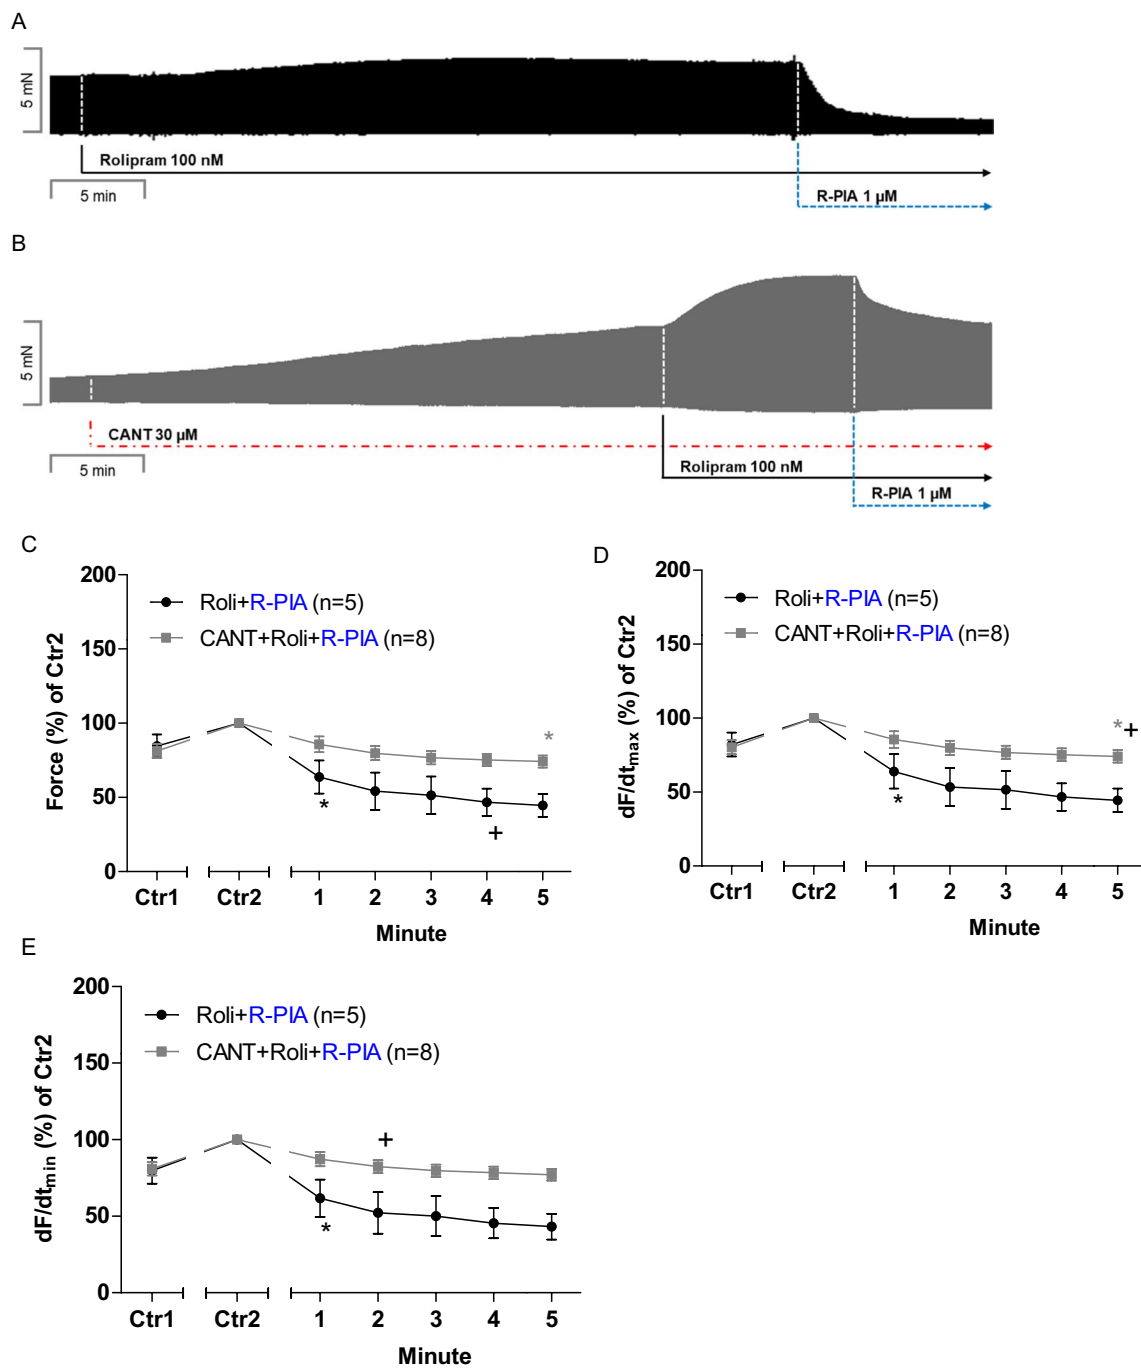 A
5 mN
Rolipram 100 nM
5 min
R-PIA 1 µM
B
5 mN
CANT 30 µM
5 min
Rolipram 100 nM
R-PIA 1 µM
C
Force (%) of Ctr2
200
150
100
50
0
Roli+R-PIA (n=5)
CANT+Roli+R-PIA (n=8)
*
*
+
Ctr1 Ctr2 1 2 3 4 5
Minute
D
dF/dtmax (%) of Ctr2
200
150
100
50
0
Roli+R-PIA (n=5)
CANT+Roli+R-PIA (n=8)
*+
*
Ctr1 Ctr2 1 2 3 4 5
Minute
E
dF/dtmin (%) of Ctr2
200
150
100
50
0
Roli+R-PIA (n=5)
CANT+Roli+R-PIA (n=8)
+
*
Ctr1 Ctr2 1 2 3 4 5
Minute